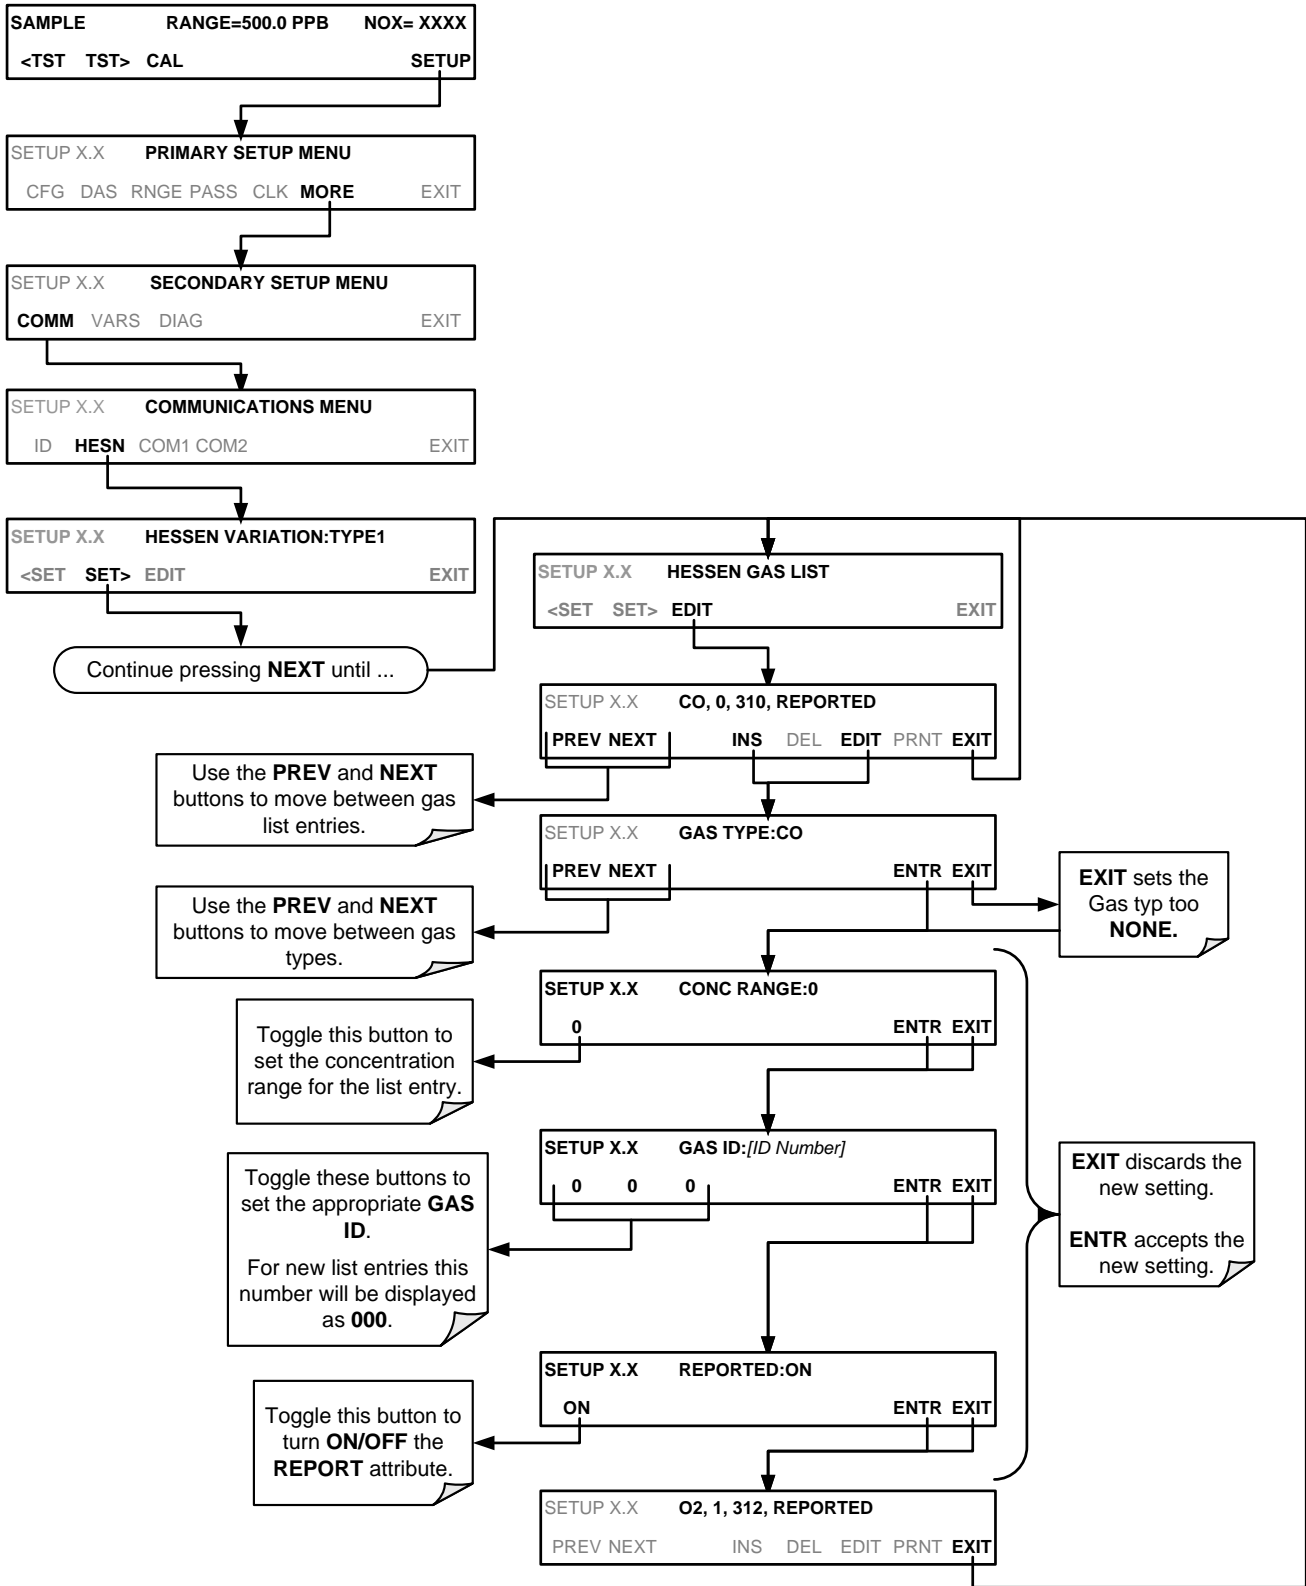 SAMPLE RANGE=500.0 PPB NOX= XXXX
<TST TST> CAL SETUP
SETUP X.X PRIMARY SETUP MENU
CFG DAS RNGE PASS CLK MORE EXIT
SETUP X.X SECONDARY SETUP MENU
COMM VARS DIAG EXIT
SETUP X.X COMMUNICATIONS MENU
ID HESN COM1 COM2 EXIT
SETUP X.X HESSEN VARIATION:TYPE1
<SET SET> EDIT EXIT
Continue pressing NEXT until ...
SETUP X.X HESSEN GAS LIST
<SET SET> EDIT EXIT
SETUP X.X CO, 0, 310, REPORTED
PREV NEXT INS DEL EDIT PRNT EXIT
Use the PREV and NEXT
buttons to move between gas
list entries.
SETUP X.X GAS TYPE:CO
PREV NEXT ENTR EXIT
EXIT sets the
Gas typ too
NONE.
Use the PREV and NEXT
buttons to move between gas
types.
SETUP X.X CONC RANGE:0
0 ENTR EXIT
Toggle this button to
set the concentration
range for the list entry.
SETUP X.X GAS ID:[ID Number]
0 0 0 ENTR EXIT
Toggle these buttons to
set the appropriate GAS
ID.
For new list entries this
number will be displayed
as 000.
EXIT discards the
new setting.
ENTR accepts the
new setting.
SETUP X.X REPORTED:ON
ON ENTR EXIT
Toggle this button to
turn ON/OFF the
REPORT attribute.
SETUP X.X O2, 1, 312, REPORTED
PREV NEXT INS DEL EDIT PRNT EXIT